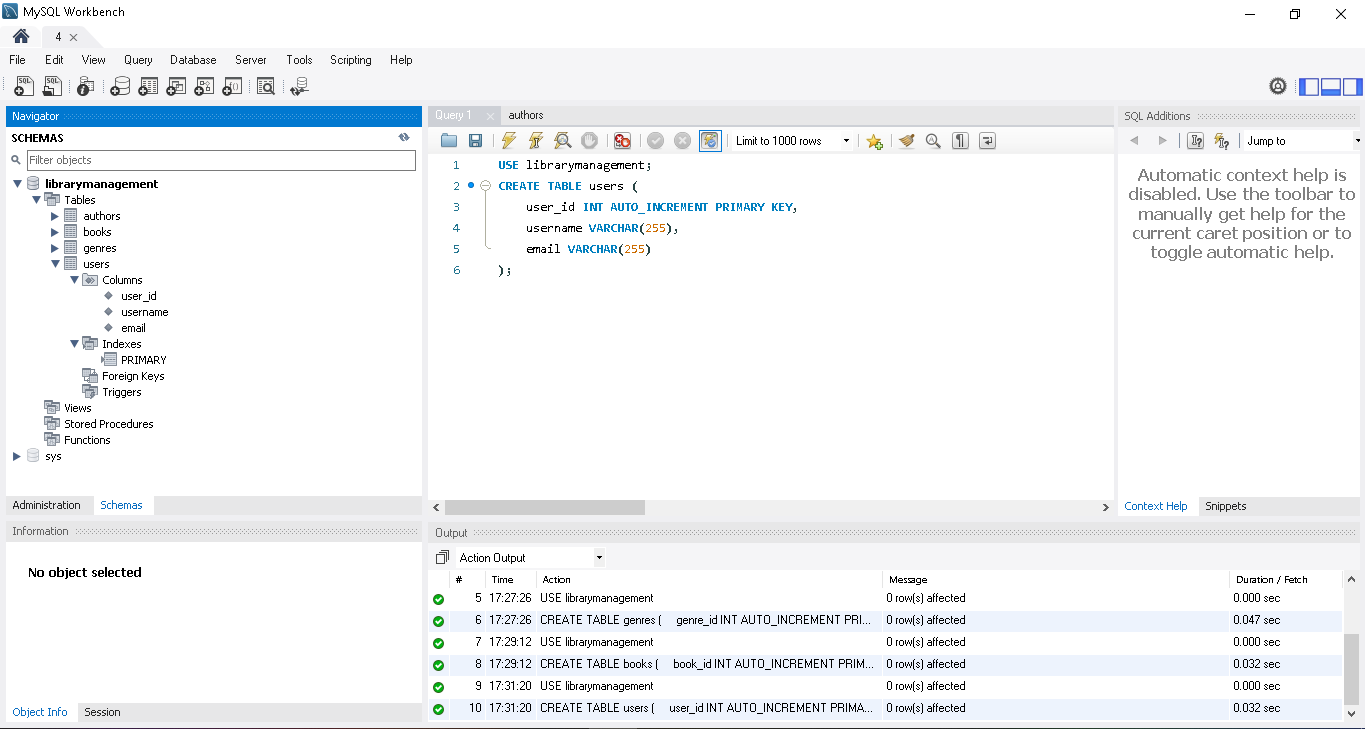 MySQL Workbench
4
File Edit View Query Database Server Tools Scripting Help
Navigator
SCHEMAS
Filter objects
librarymanagement
Tables
authors
books
genres
users
Columns
user_id
username
email
Indexes
PRIMARY
Foreign Keys
Triggers
Views
Stored Procedures
Functions
sys
Administration Schemas
Information
No object selected
Object Info Session
Query 1 authors
Limit to 1000 rows
1 USE librarymanagement;
2 CREATE TABLE users (
3 user_id INT AUTO_INCREMENT PRIMARY KEY,
4 username VARCHAR(255),
5 email VARCHAR(255)
6 );
SQL Additions
Jump to
Automatic context help is
disabled. Use the toolbar to
manually get help for the
current caret position or to
toggle automatic help.
Context Help Snippets
Output
Action Output
# Time Action Message Duration / Fetch
5 17:27:26 USE librarymanagement 0 row(s) affected 0.000 sec
6 17:27:26 CREATE TABLE genres ( genre_id INT AUTO_INCREMENT PRI... 0 row(s) affected 0.047 sec
7 17:29:12 USE librarymanagement 0 row(s) affected 0.000 sec
8 17:29:12 CREATE TABLE books ( book_id INT AUTO_INCREMENT PRIM... 0 row(s) affected 0.032 sec
9 17:31:20 USE librarymanagement 0 row(s) affected 0.000 sec
10 17:31:20 CREATE TABLE users ( user_id INT AUTO_INCREMENT PRIMA... 0 row(s) affected 0.032 sec